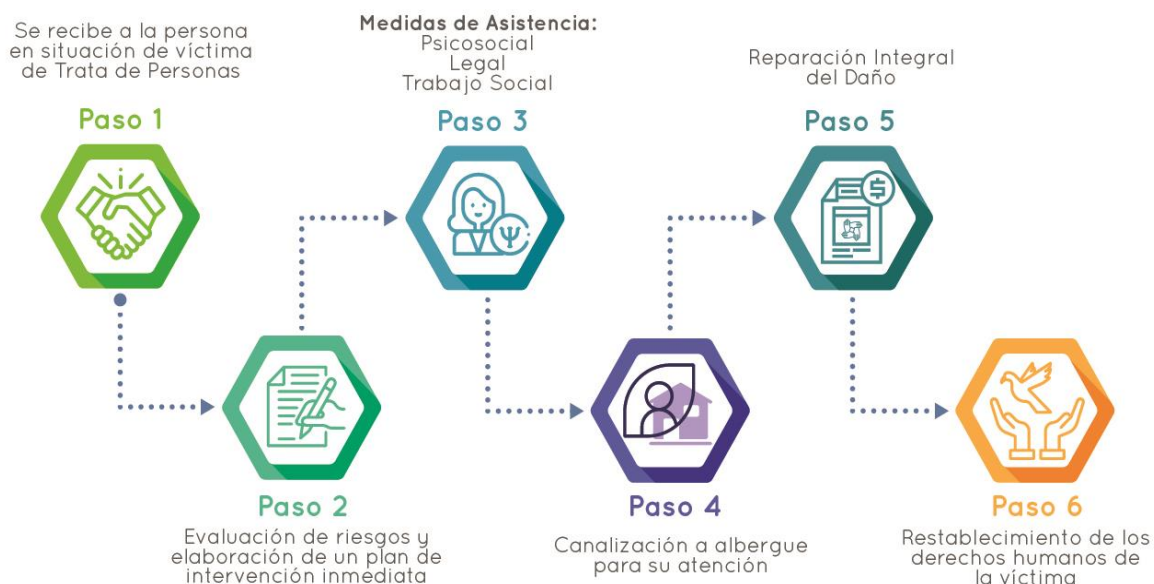 Se recibe a la persona
en situación de víctima
de Trata de Personas
Paso 1
Paso 2
Evaluación de riesgos y
elaboración de un plan de
intervención inmediata
Medidas de Asistencia:
Psicosocial
Legal
Trabajo Social
Paso 3
Paso 4
Canalización a albergue
para su atención
Reparación Integral
del Daño
Paso 5
Paso 6
Restablecimiento de los
derechos humanos de
la víctima